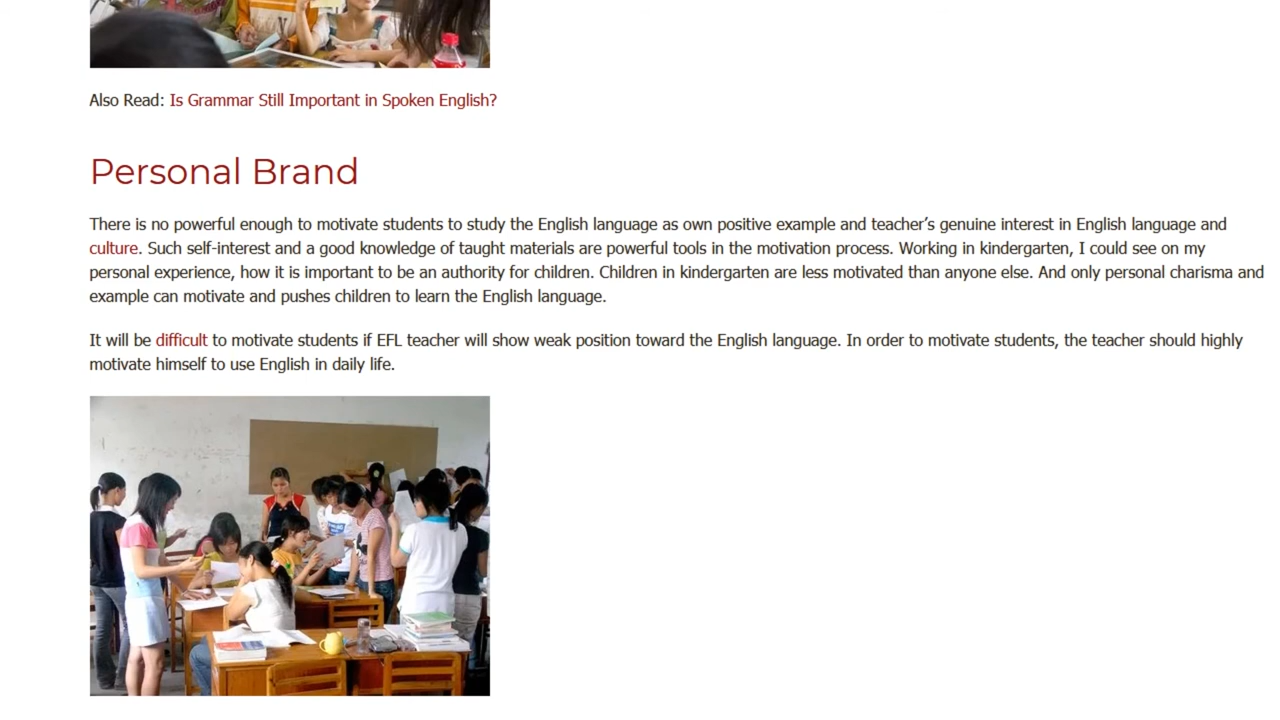 Also Read: Is Grammar Still Important in Spoken English?
Personal Brand
There is no powerful enough to motivate students to study the English language as own positive example and teacher’s genuine interest in English language and
culture. Such self-interest and a good knowledge of taught materials are powerful tools in the motivation process. Working in kindergarten, I could see on my
personal experience, how it is important to be an authority for children. Children in kindergarten are less motivated than anyone else. And only personal charisma and
example can motivate and pushes children to learn the English language.
It will be difficult to motivate students if EFL teacher will show weak position toward the English language. In order to motivate students, the teacher should highly
motivate himself to use English in daily life.